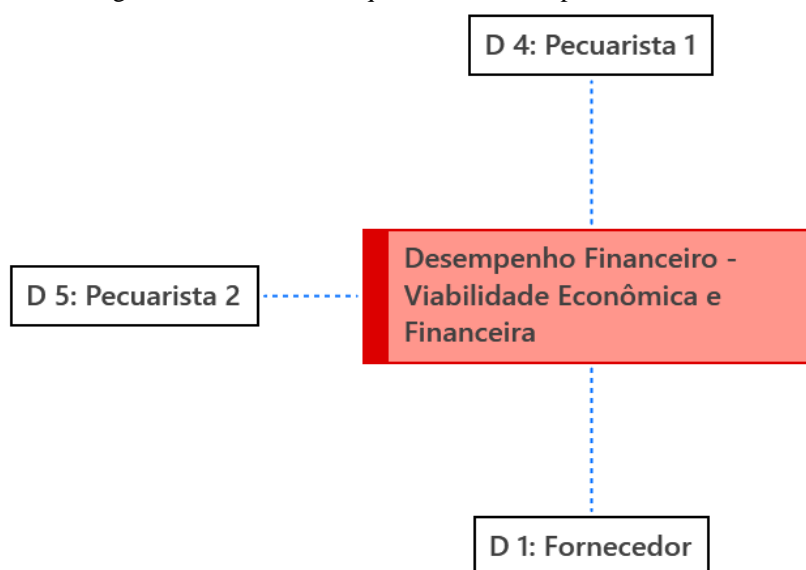 D 4: Pecuarista 1
Desempenho Financeiro -
Viabilidade Econômica e
Financeira
D 5: Pecuarista 2
D 1: Fornecedor